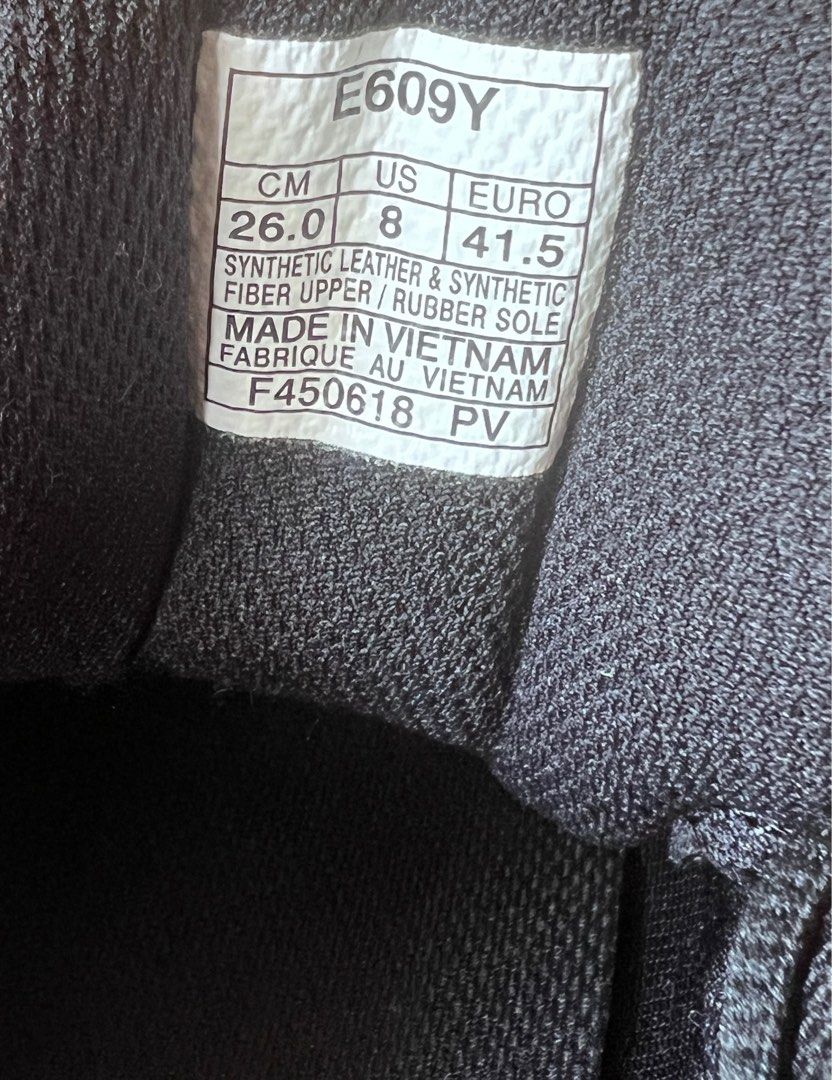 E609Y
CM US EURO
26.0 8 41.5
SYNTHETIC LEATHER & SYNTHETIC
FIBER UPPER / RUBBER SOLE
MADE IN VIETNAM
FABRIQUE AU VIETNAM
F450618 PV